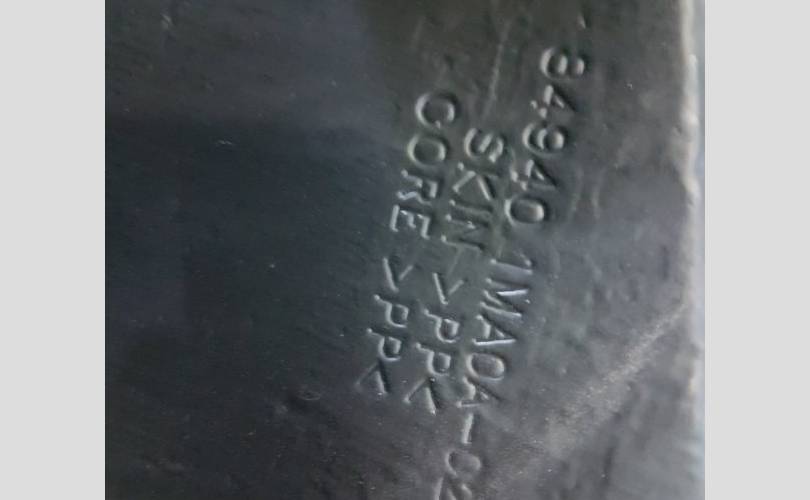 84940 1MA0A-02
SKIN >PP<
CORE >PP<